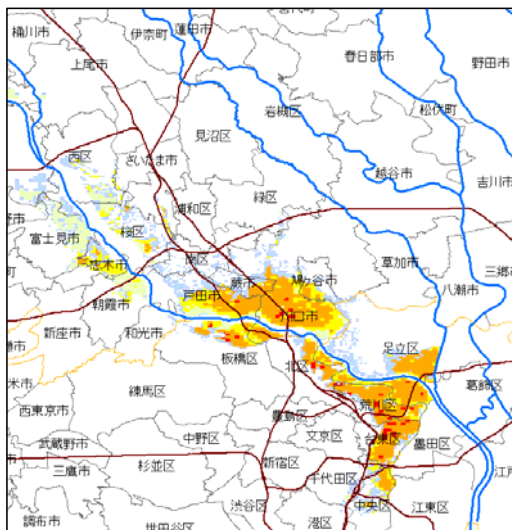 桶川市
伊奈町
蓮田市
春日部市
野田市
上尾市
岩槻区
松伏町
見沼区
西区
さいたま市
越谷市
吉川市
緑区
浦和区
桜区
富士見市
南区
草加市
三郷市
志木市
鳩ヶ谷市
蕨市
八潮市
戸田市
川口市
朝霞市
新座市
和光市
足立区
板橋区
北区
葛飾区
練馬区
西東京市
荒川区
豊島区
文京区
台東区
墨田区
武蔵野市
中野区
三鷹市
杉並区
新宿区
千代田区
渋谷区
中央区
江東区
調布市
世田谷区
港区